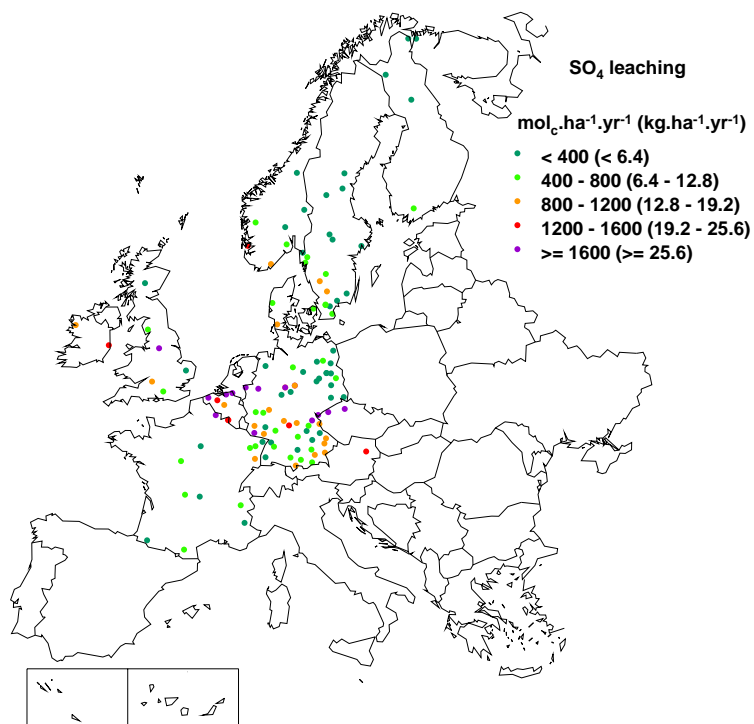 SO₄ leaching
mol_c.ha⁻¹.yr⁻¹ (kg.ha⁻¹.yr⁻¹)
< 400 (< 6.4)
400 - 800 (6.4 - 12.8)
800 - 1200 (12.8 - 19.2)
1200 - 1600 (19.2 - 25.6)
>= 1600 (>= 25.6)